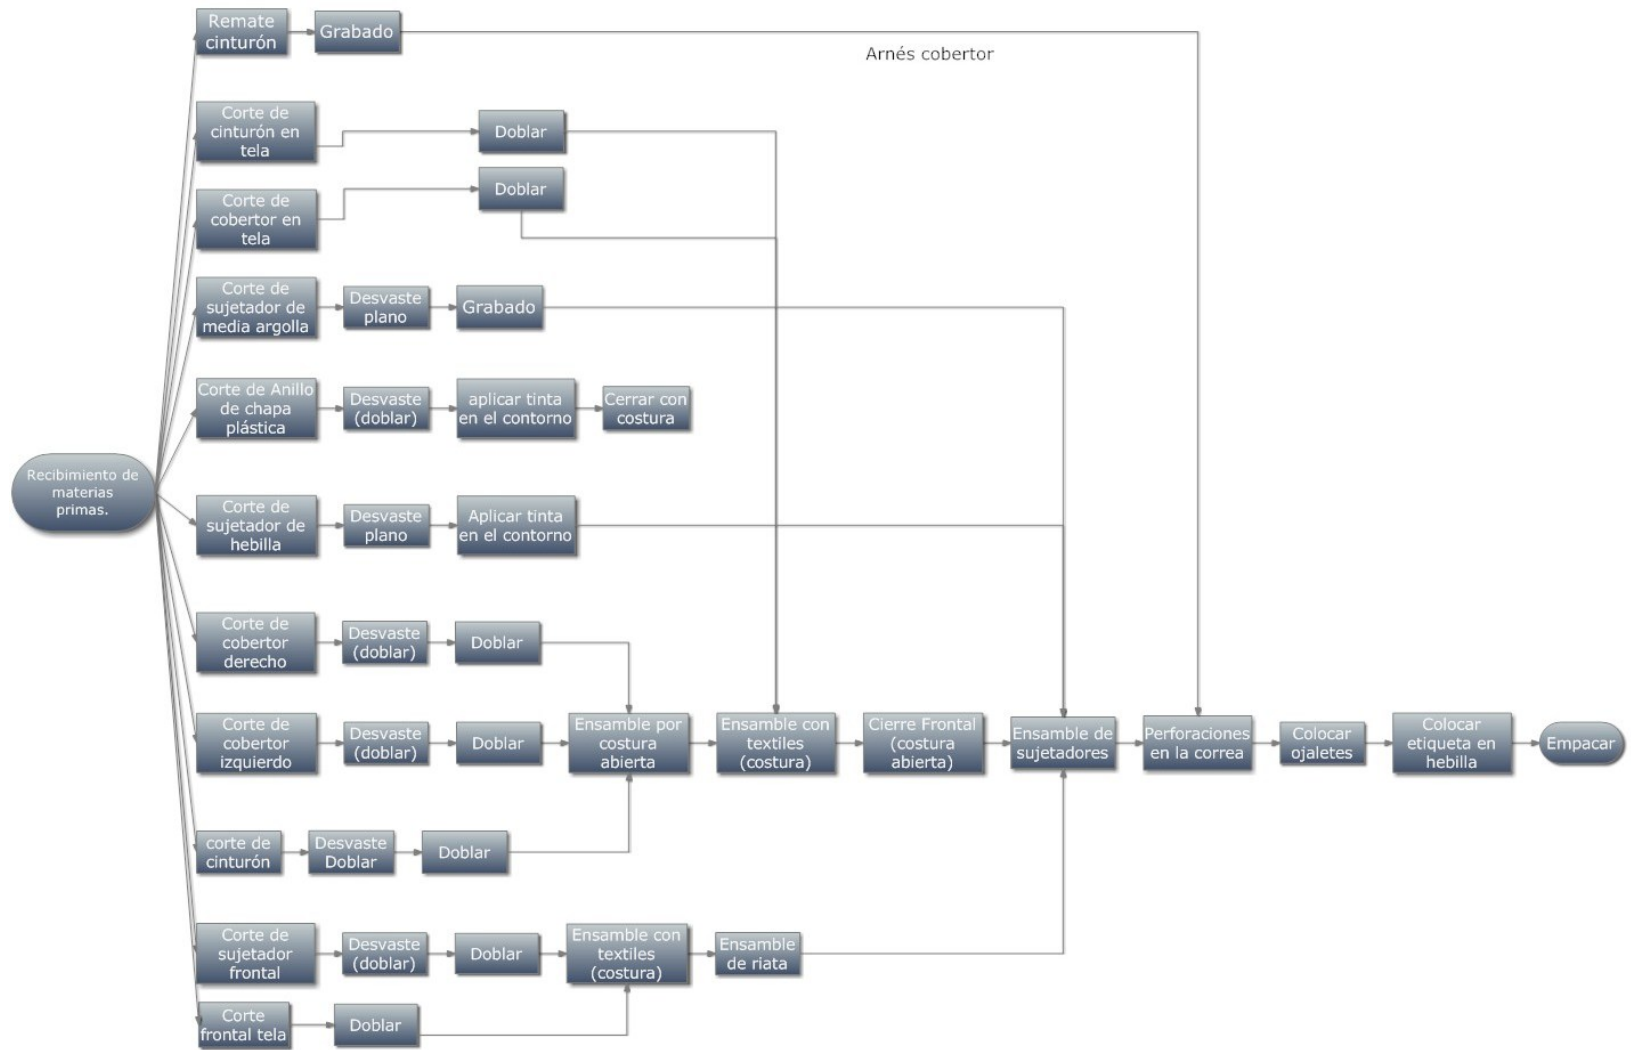 Remate
cinturón
Grabado
Arnés cobertor
Corte de
cinturón en
tela
Doblar
Corte de
cobertor en
tela
Doblar
Corte de
sujetador de
media argolla
Desvaste
plano
Grabado
Corte de Anillo
de chapa
plástica
Desvaste
(doblar)
aplicar tinta
en el contorno
Cerrar con
costura
Recibimiento de
materias
primas.
Corte de
sujetador de
hebilla
Desvaste
plano
Aplicar tinta
en el contorno
Corte de
cobertor
derecho
Desvaste
(doblar)
Doblar
Corte de
cobertor
izquierdo
Desvaste
(doblar)
Doblar
Ensamble por
costura
abierta
Ensamble con
textiles
(costura)
Cierre Frontal
(costura
abierta)
Ensamble de
sujetadores
Perforaciones
en la correa
Colocar
ojaletes
Colocar
etiqueta en
hebilla
Empacar
corte de
cinturón
Desvaste
Doblar
Doblar
Corte de
sujetador
frontal
Desvaste
(doblar)
Doblar
Ensamble con
textiles
(costura)
Ensamble
de riata
Corte
frontal tela
Doblar